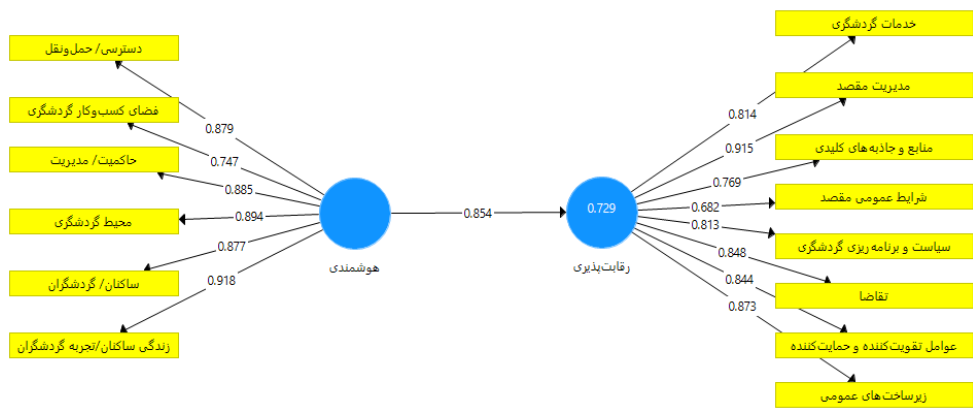 دسترسی/ حمل‌ونقل
فضای کسب‌وکار گردشگری
حاکمیت/ مدیریت
محیط گردشگری
ساکنان/ گردشگران
زندگی ساکنان/تجربه گردشگران
0.879
0.747
0.885
0.894
0.877
0.918
هوشمندی
0.854
0.729
رقابت‌پذیری
0.814
0.915
0.769
0.682
0.813
0.848
0.844
0.873
خدمات گردشگری
مدیریت مقصد
منابع و جاذبه‌های کلیدی
شرایط عمومی مقصد
سیاست و برنامه‌ریزی گردشگری
تقاضا
عوامل تقویت‌کننده و حمایت‌کننده
زیرساخت‌های عمومی